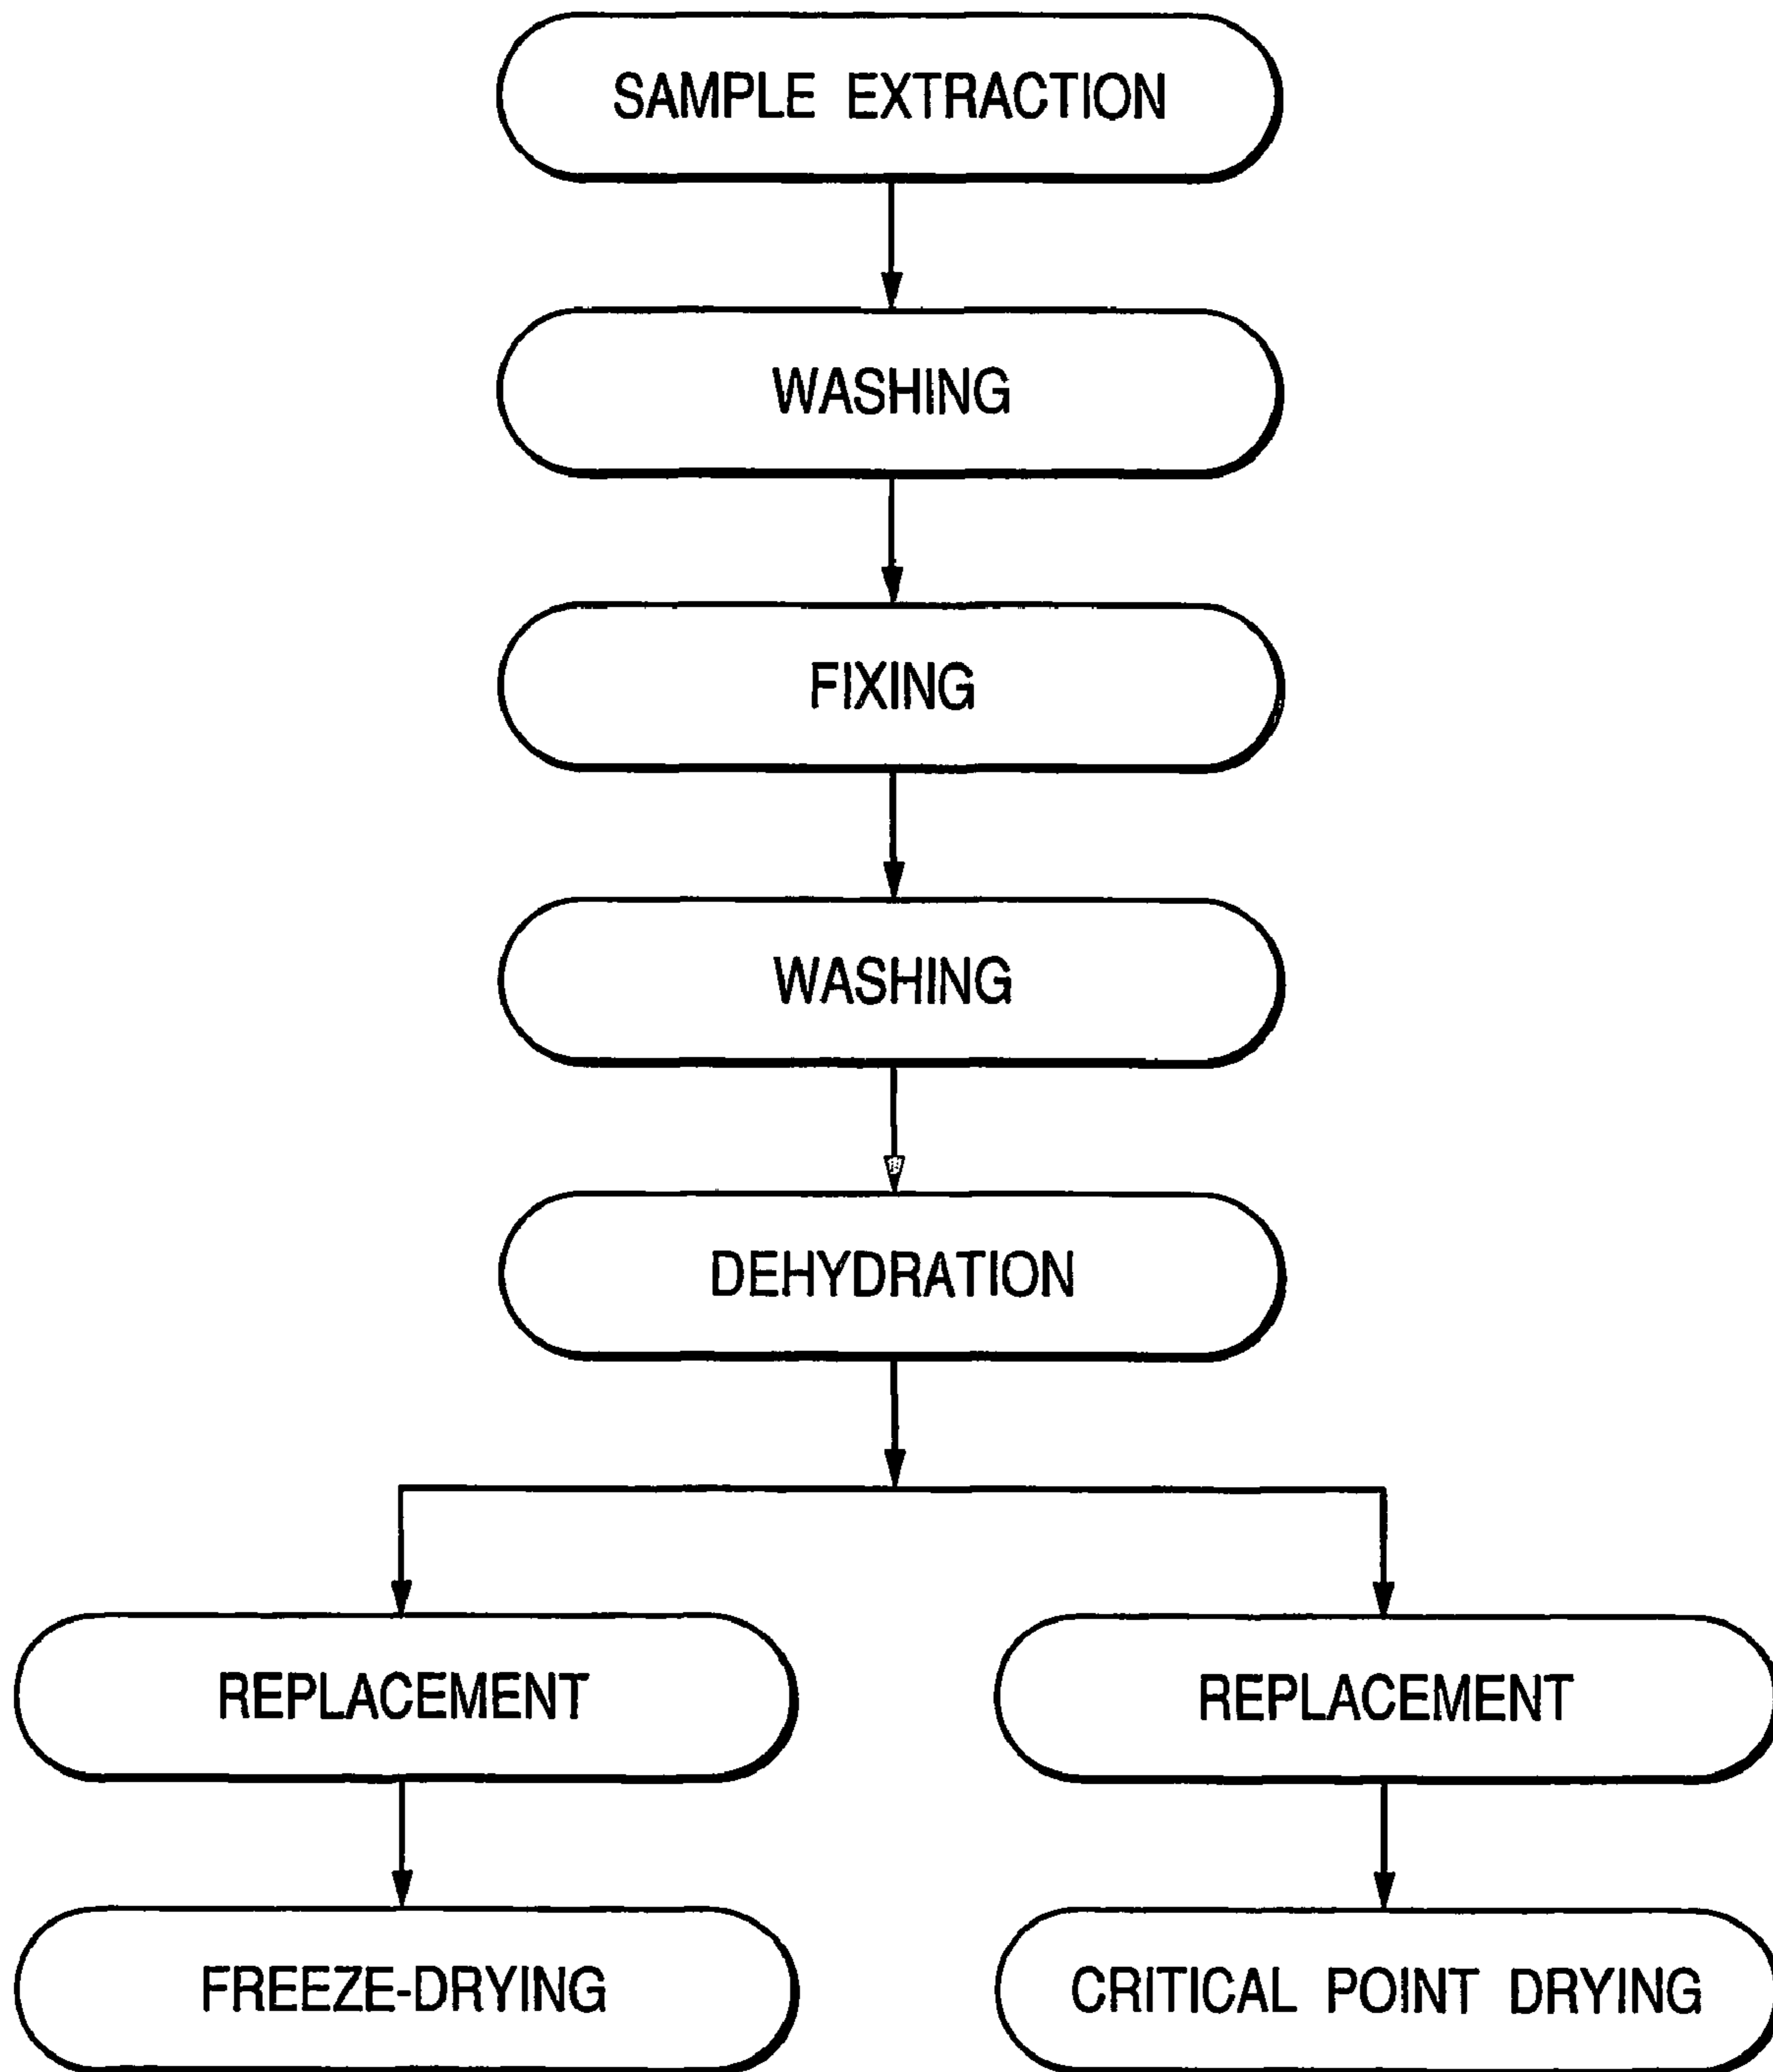 SAMPLE EXTRACTION
WASHING
FIXING
WASHING
DEHYDRATION
REPLACEMENT
REPLACEMENT
FREEZE-DRYING
CRITICAL POINT DRYING